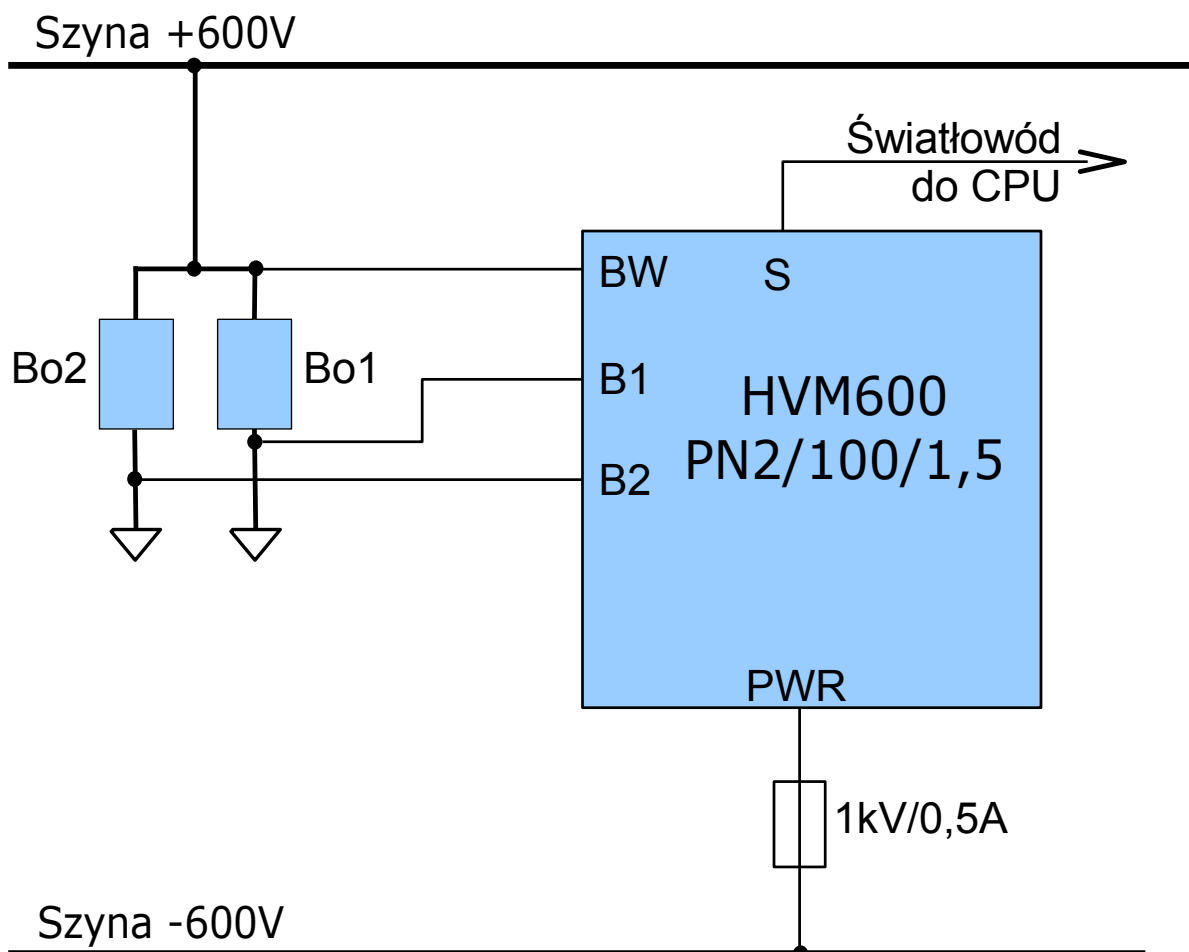 Szyna +600V
Światłowód
do CPU
BW
S
Bo2
Bo1
B1
HVM600
PN2/100/1,5
B2
PWR
1kV/0,5A
Szyna -600V